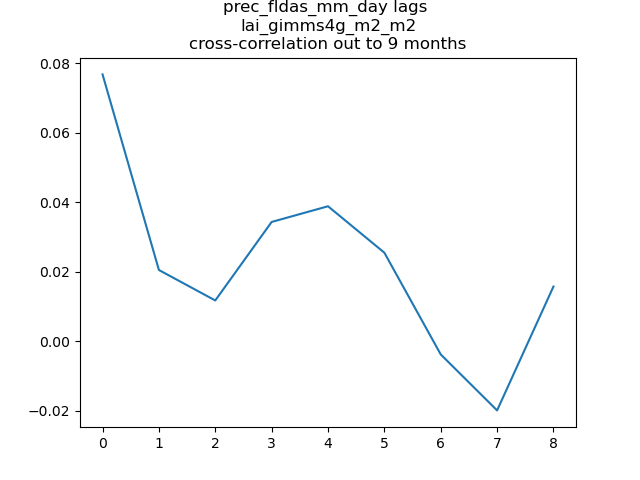 prec_fldas_mm_day lags
lai_gimms4g_m2_m2
cross-correlation out to 9 months
0.08
0.06
0.04
0.02
0.00
−0.02
0 1 2 3 4 5 6 7 8